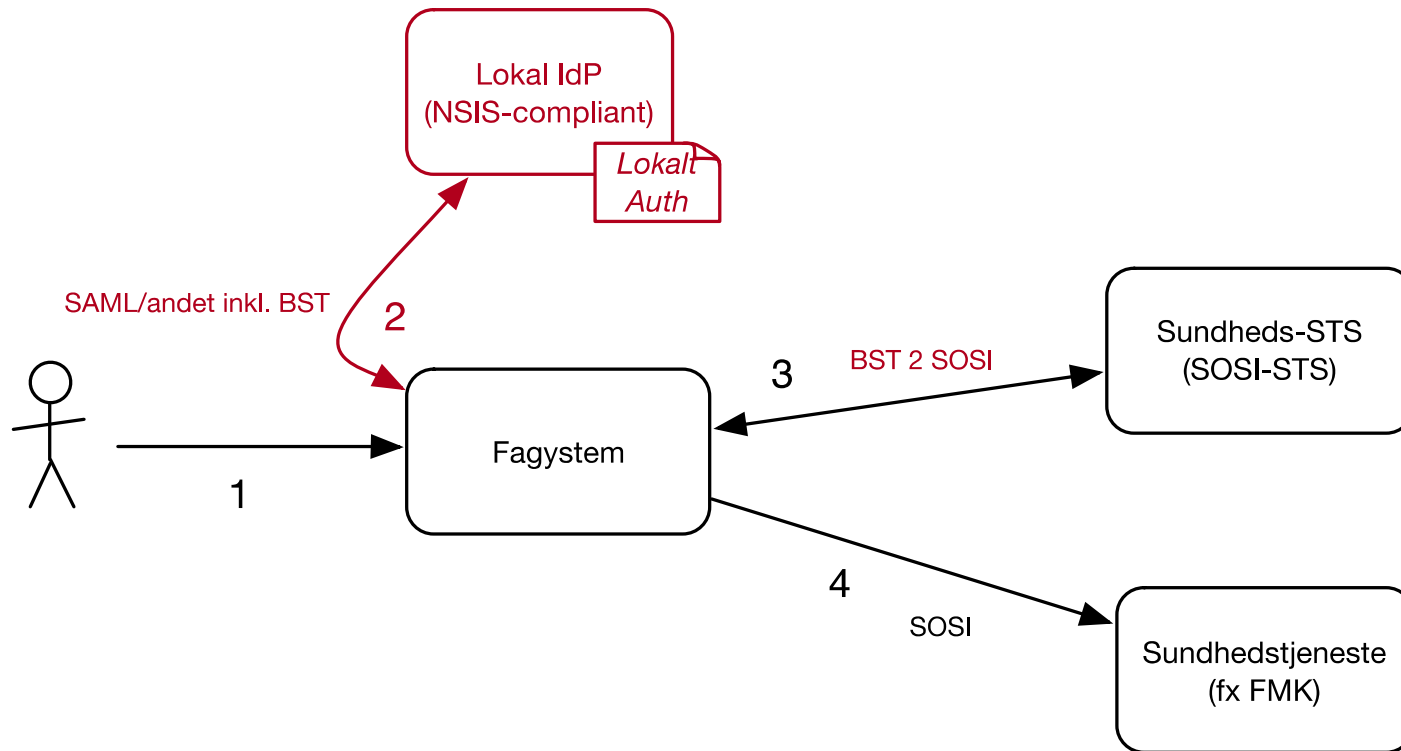 Lokal IdP
(NSIS-compliant)
Lokalt
Auth
SAML/andet inkl. BST
2
Sundheds-STS
(SOSI-STS)
3
BST 2 SOSI
Fagystem
1
4
SOSI
Sundhedstjeneste
(fx FMK)